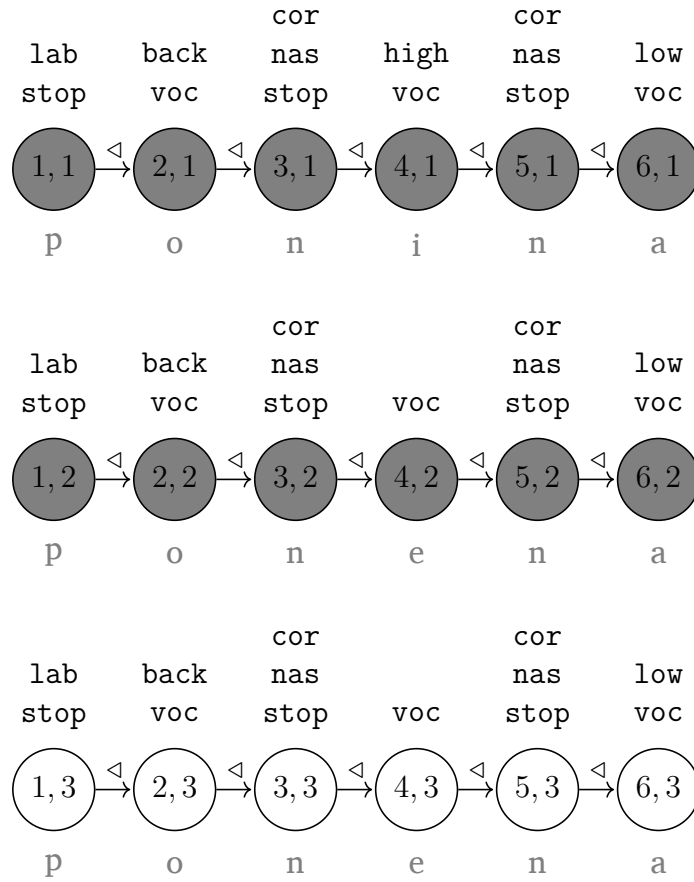 cor cor
lab back nas high nas low
stop voc stop voc stop voc
◁ ◁ ◁ ◁ ◁
1, 1 2, 1 3, 1 4, 1 5, 1 6, 1
p o n i n a
cor cor
lab back nas nas low
stop voc stop voc stop voc
◁ ◁ ◁ ◁ ◁
1, 2 2, 2 3, 2 4, 2 5, 2 6, 2
p o n e n a
cor cor
lab back nas nas low
stop voc stop voc stop voc
◁ ◁ ◁ ◁ ◁
1, 3 2, 3 3, 3 4, 3 5, 3 6, 3
p o n e n a